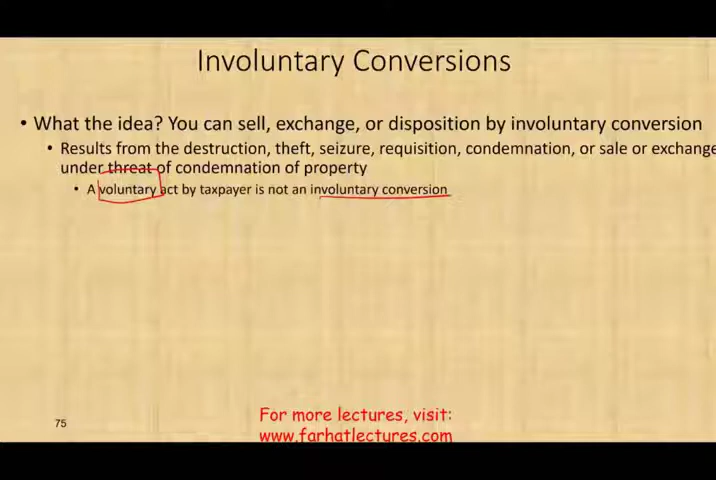 Involuntary Conversions
• What the idea? You can sell, exchange, or disposition by involuntary conversion
• Results from the destruction, theft, seizure, requisition, condemnation, or sale or exchange
under threat of condemnation of property
• A voluntary act by taxpayer is not an involuntary conversion
75
For more lectures, visit:
www.farhatlectures.com